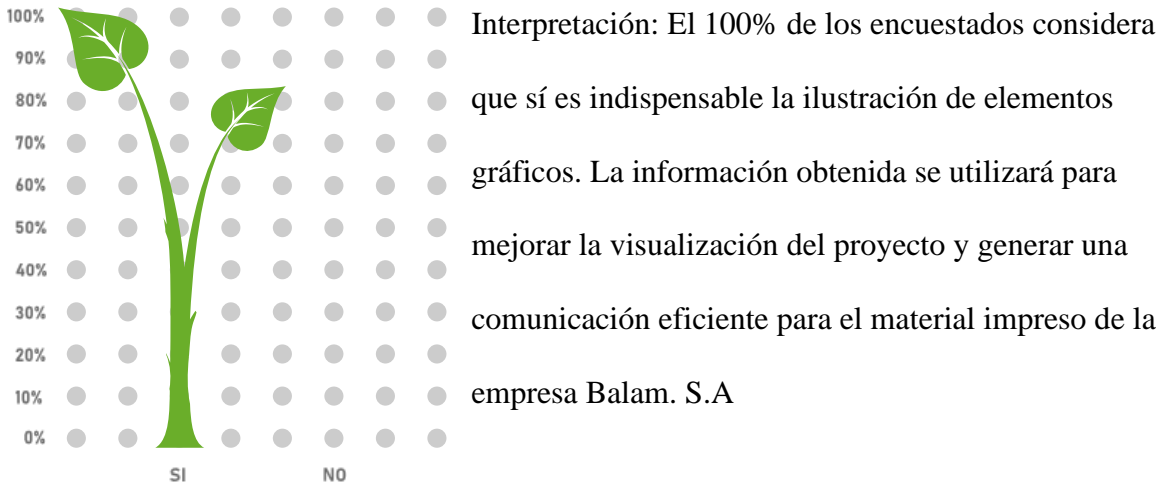 100%
90%
80%
70%
60%
50%
40%
30%
20%
10%
0%
SI NO
Interpretación: El 100% de los encuestados considera
que sí es indispensable la ilustración de elementos
gráficos. La información obtenida se utilizará para
mejorar la visualización del proyecto y generar una
comunicación eficiente para el material impreso de la
empresa Balam. S.A